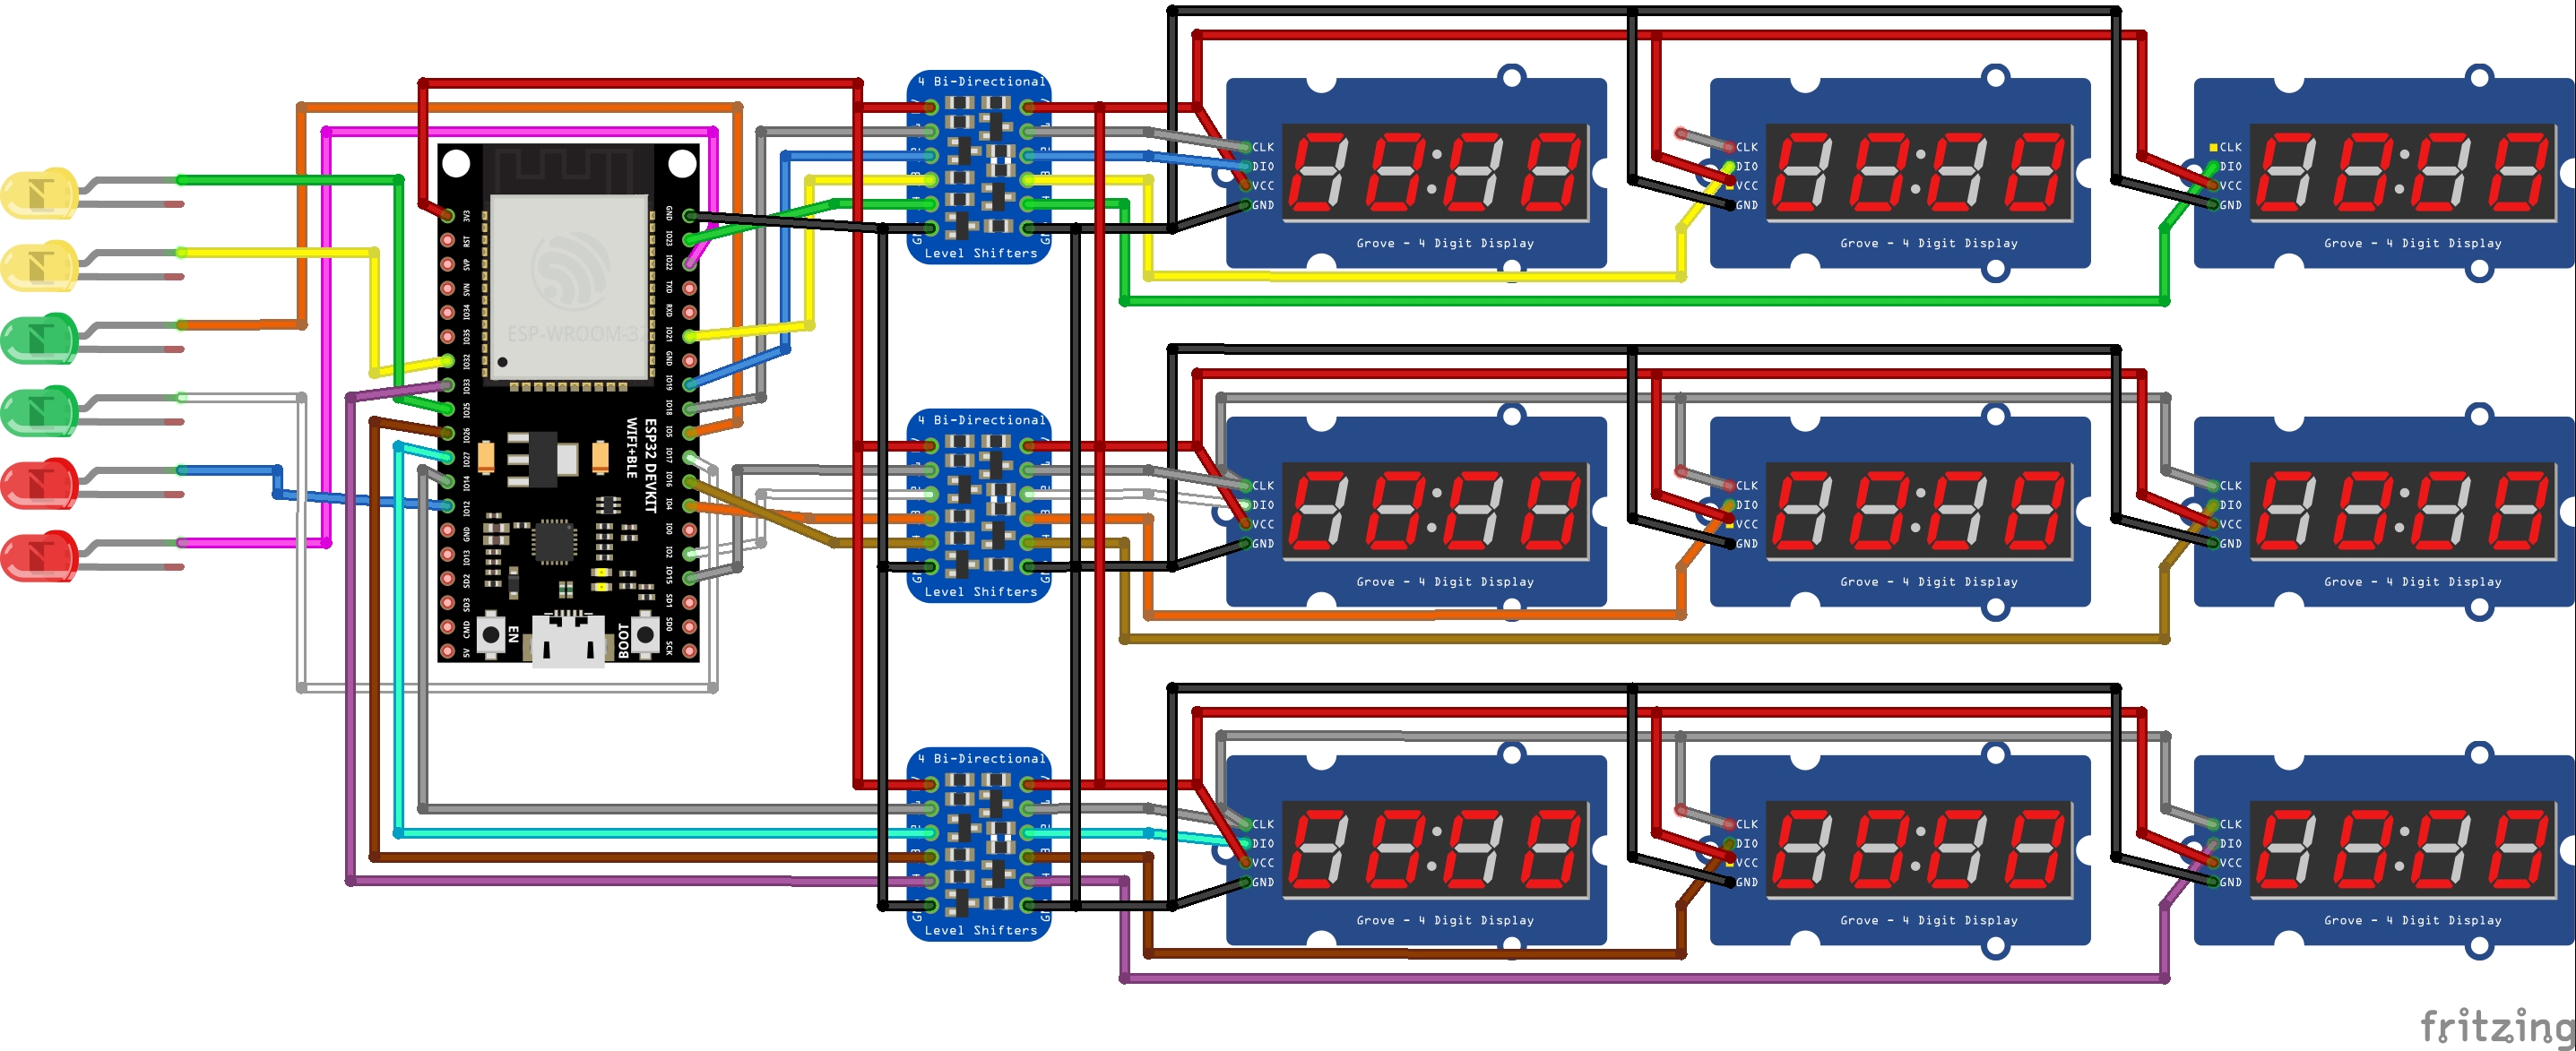 4 Bi-Directional
Level Shifters
CLK
DIO
VCC
GND
Grove - 4 Digit Display
CLK
DIO
VCC
GND
Grove - 4 Digit Display
CLK
DIO
VCC
GND
Grove - 4 Digit Display
3V3
RST
SVP
SVN
IO34
IO35
IO32
IO33
IO25
IO26
IO27
IO14
IO12
GND
IO13
SD2
SD3
CMD
5V
ESP-WROOM-32
ESP32 DEVKIT
WIFI+BLE
EN
BOOT
GND
IO23
IO22
TXD
RXD
IO21
GND
IO19
IO18
IO5
IO17
IO16
IO4
IO0
IO2
IO15
SD1
SD0
SCK
4 Bi-Directional
Level Shifters
CLK
DIO
VCC
GND
Grove - 4 Digit Display
CLK
DIO
VCC
GND
Grove - 4 Digit Display
CLK
DIO
VCC
GND
Grove - 4 Digit Display
4 Bi-Directional
Level Shifters
CLK
DIO
VCC
GND
Grove - 4 Digit Display
CLK
DIO
VCC
GND
Grove - 4 Digit Display
CLK
DIO
VCC
GND
Grove - 4 Digit Display
fritzing